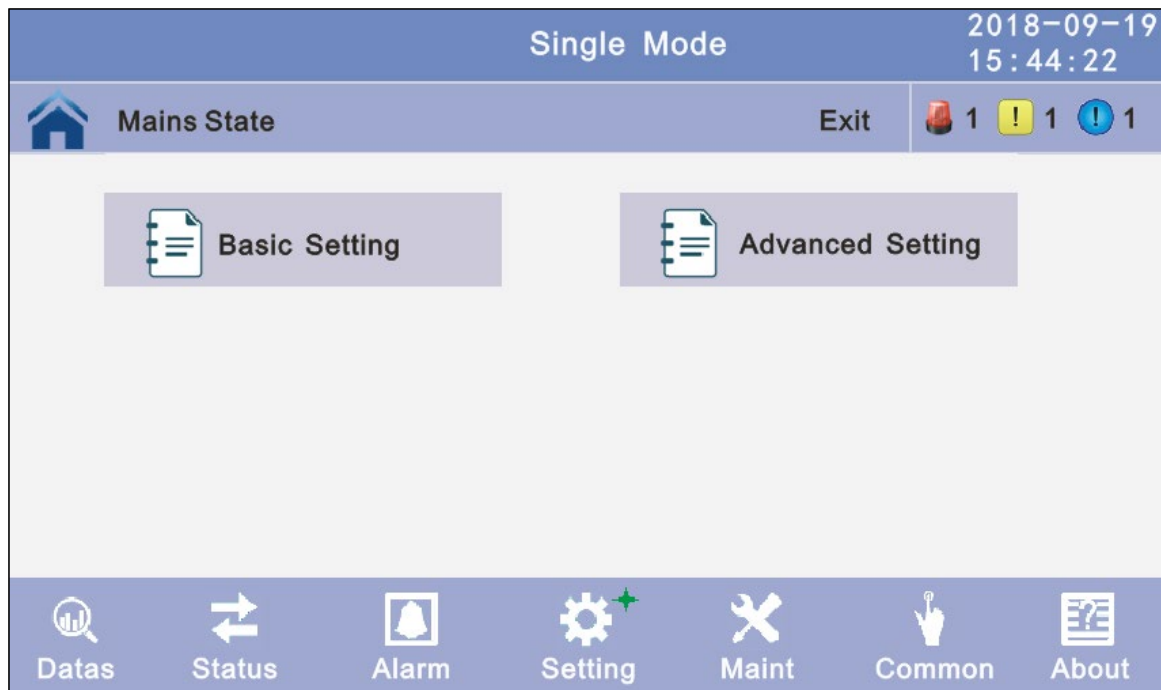 Single Mode
2018-09-19
15:44:22
Mains State
Exit
1
! 1
! 1
Basic Setting
Advanced Setting
Datas
Status
Alarm
Setting
Maint
Common
? About